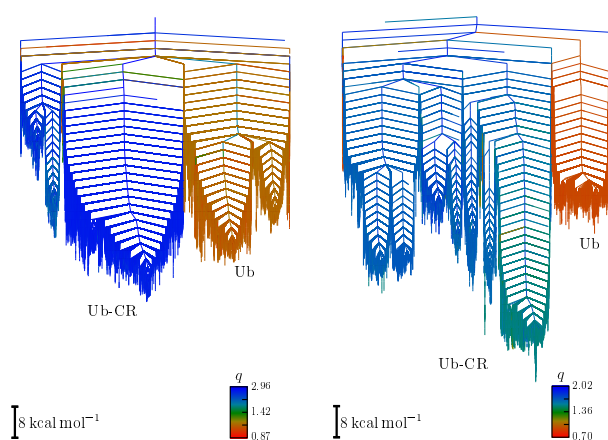 Ub
Ub-CR
Ub
Ub-CR
8 kcal mol⁻¹
q
2.96
1.42
0.87
8 kcal mol⁻¹
q
2.02
1.36
0.70